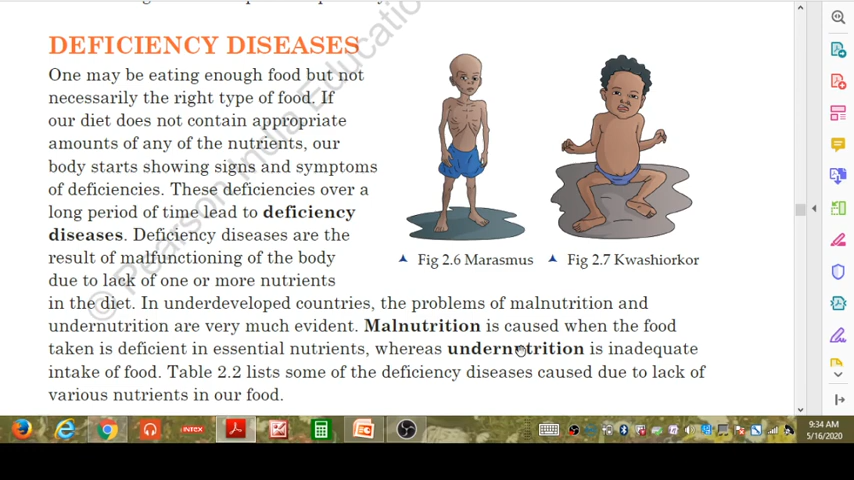 DEFICIENCY DISEASES
One may be eating enough food but not
necessarily the right type of food. If
our diet does not contain appropriate
amounts of any of the nutrients, our
body starts showing signs and symptoms
of deficiencies. These deficiencies over a
long period of time lead to deficiency
diseases. Deficiency diseases are the
result of malfunctioning of the body
due to lack of one or more nutrients
Fig 2.6 Marasmus
Fig 2.7 Kwashiorkor
in the diet. In underdeveloped countries, the problems of malnutrition and
undernutrition are very much evident. Malnutrition is caused when the food
taken is deficient in essential nutrients, whereas undernutrition is inadequate
intake of food. Table 2.2 lists some of the deficiency diseases caused due to lack of
various nutrients in our food.
© Pearson India Educatio
INTEX
9:34 AM
5/16/2020